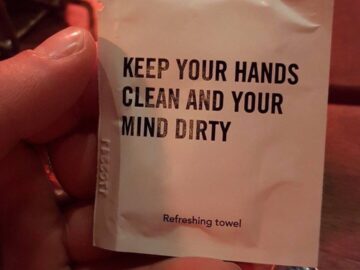 KEEP YOUR HANDS
CLEAN AND YOUR
MIND DIRTY
Refreshing towel